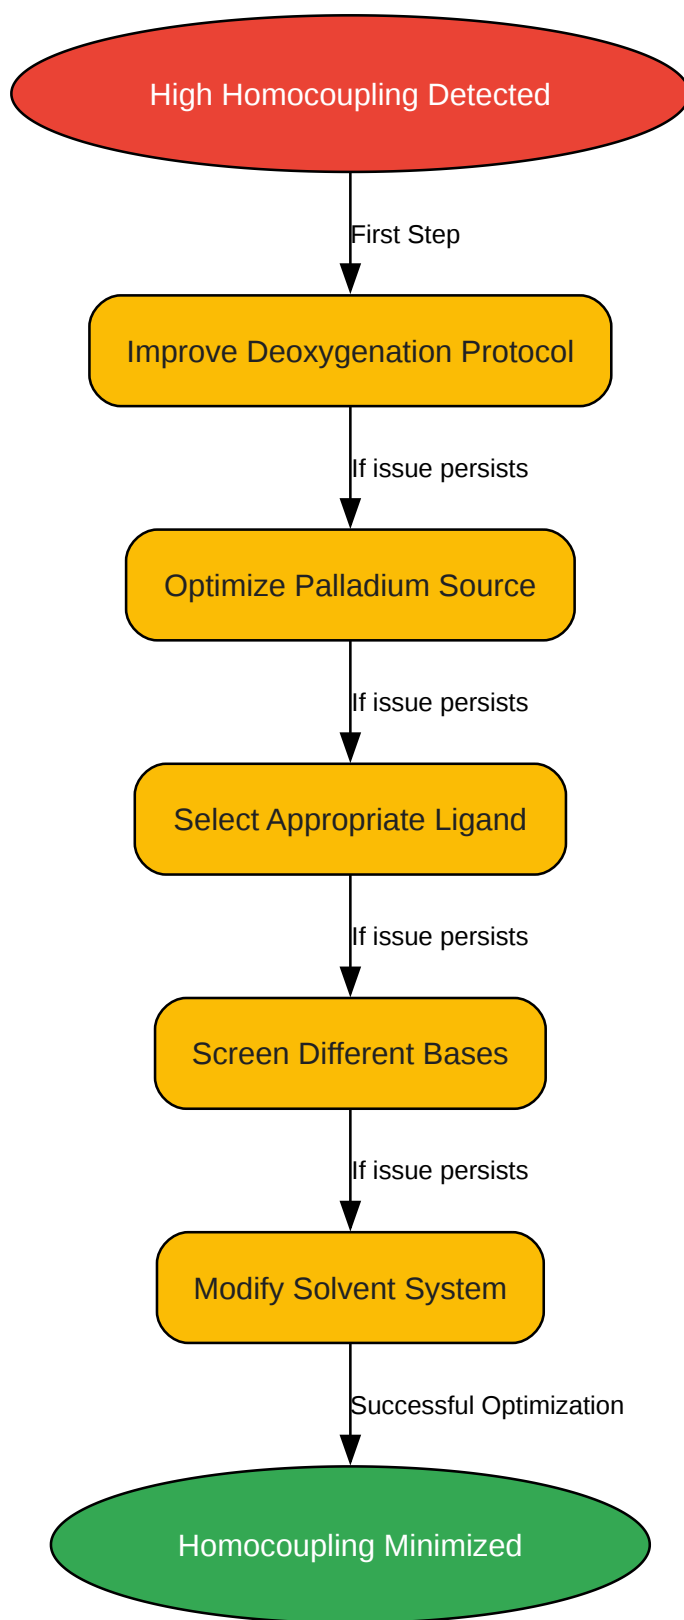 High Homocoupling Detected
First Step
Improve Deoxygenation Protocol
If issue persists
Optimize Palladium Source
If issue persists
Select Appropriate Ligand
If issue persists
Screen Different Bases
If issue persists
Modify Solvent System
Successful Optimization
Homocoupling Minimized